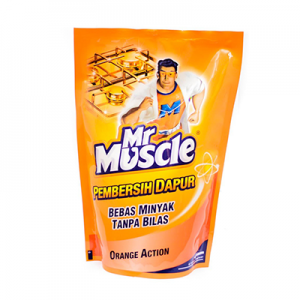 Mr
Muscle
PEMBERSIH DAPUR
BEBAS MINYAK
TANPA BILAS
ORANGE ACTION